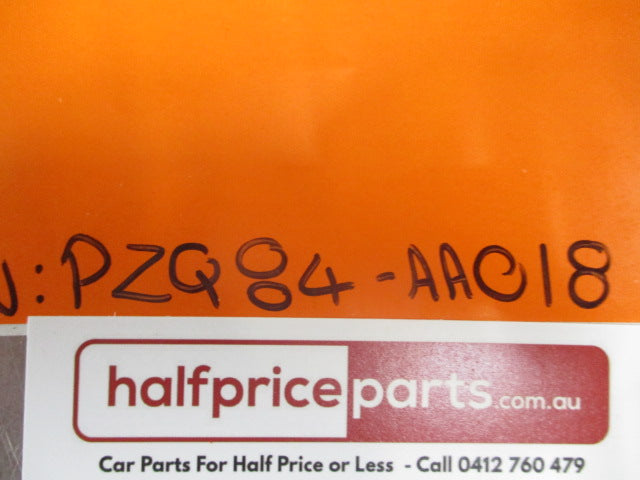 N: PZQ84-AA018
halfpriceparts.com.au
Car Parts For Half Price or Less - Call 0412 760 479